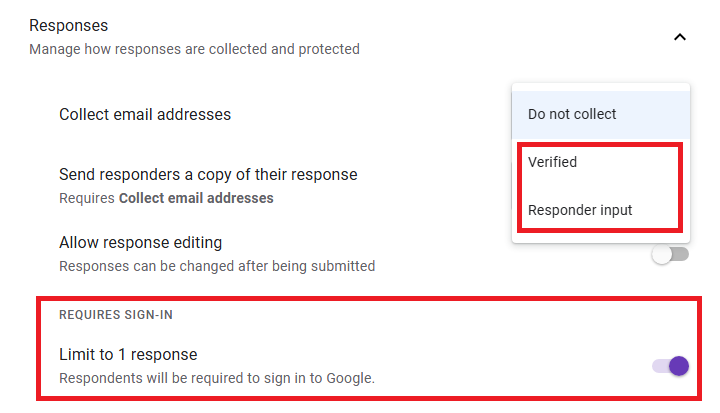 Responses
Manage how responses are collected and protected
Collect email addresses
Do not collect
Verified
Responder input
Send responders a copy of their response
Requires Collect email addresses
Allow response editing
Responses can be changed after being submitted
REQUIRES SIGN-IN
Limit to 1 response
Respondents will be required to sign in to Google.